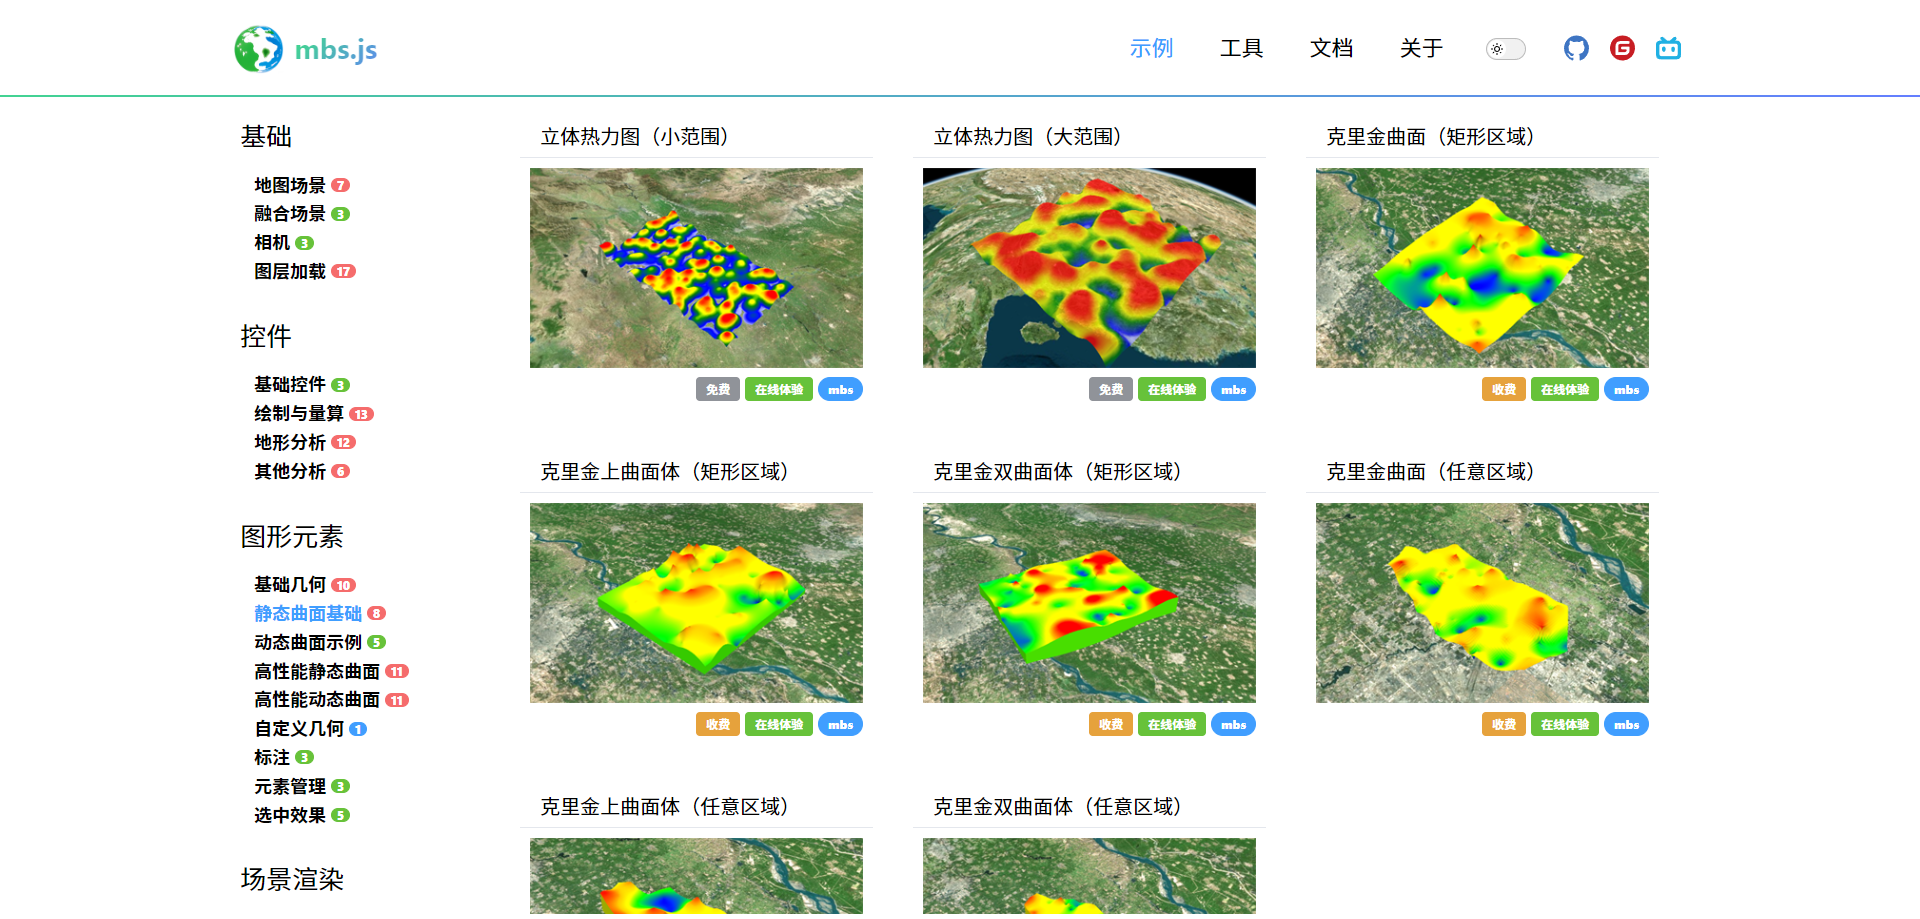 mbs.js
示例
工具
文档
关于
基础
地图场景 7
融合场景 3
相机 3
图层加载 17
控件
基础控件 3
绘制与量算 13
地形分析 12
其他分析 6
图形元素
基础几何 10
静态曲面基础 8
动态曲面示例 5
高性能静态曲面 11
高性能动态曲面 11
自定义几何 1
标注 3
元素管理 3
选中效果 5
场景渲染
立体热力图（小范围）
免费 在线体验 mbs
立体热力图（大范围）
免费 在线体验 mbs
克里金曲面（矩形区域）
收费 在线体验 mbs
克里金上曲面体（矩形区域）
收费 在线体验 mbs
克里金双曲面体（矩形区域）
收费 在线体验 mbs
克里金曲面（任意区域）
收费 在线体验 mbs
克里金上曲面体（任意区域）
克里金双曲面体（任意区域）